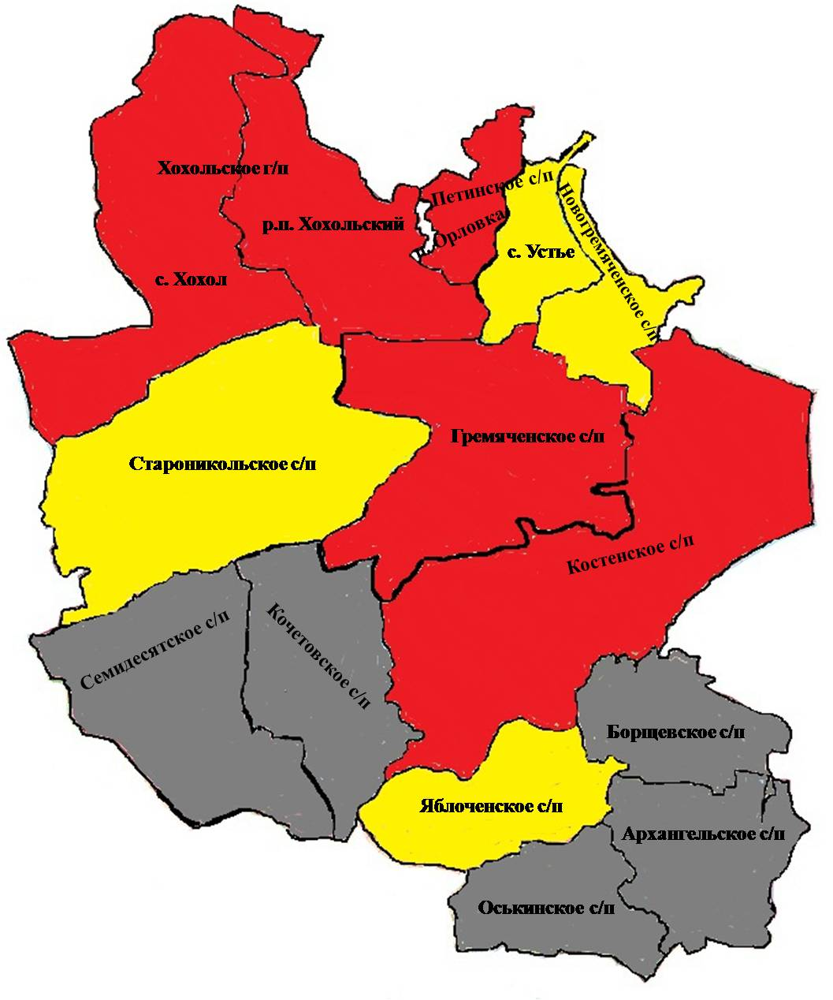 Хохольское г/п
Петинское с/п
р.п. Хохольский
п. Орловка
Новогремяченское с/п
с. Устье
с. Хохол
Гремяченское с/п
Староникольское с/п
Костенское с/п
Семидесятское с/п
Кочетовское с/п
Борщевское с/п
Яблоченское с/п
Архангельское с/п
Оськинское с/п